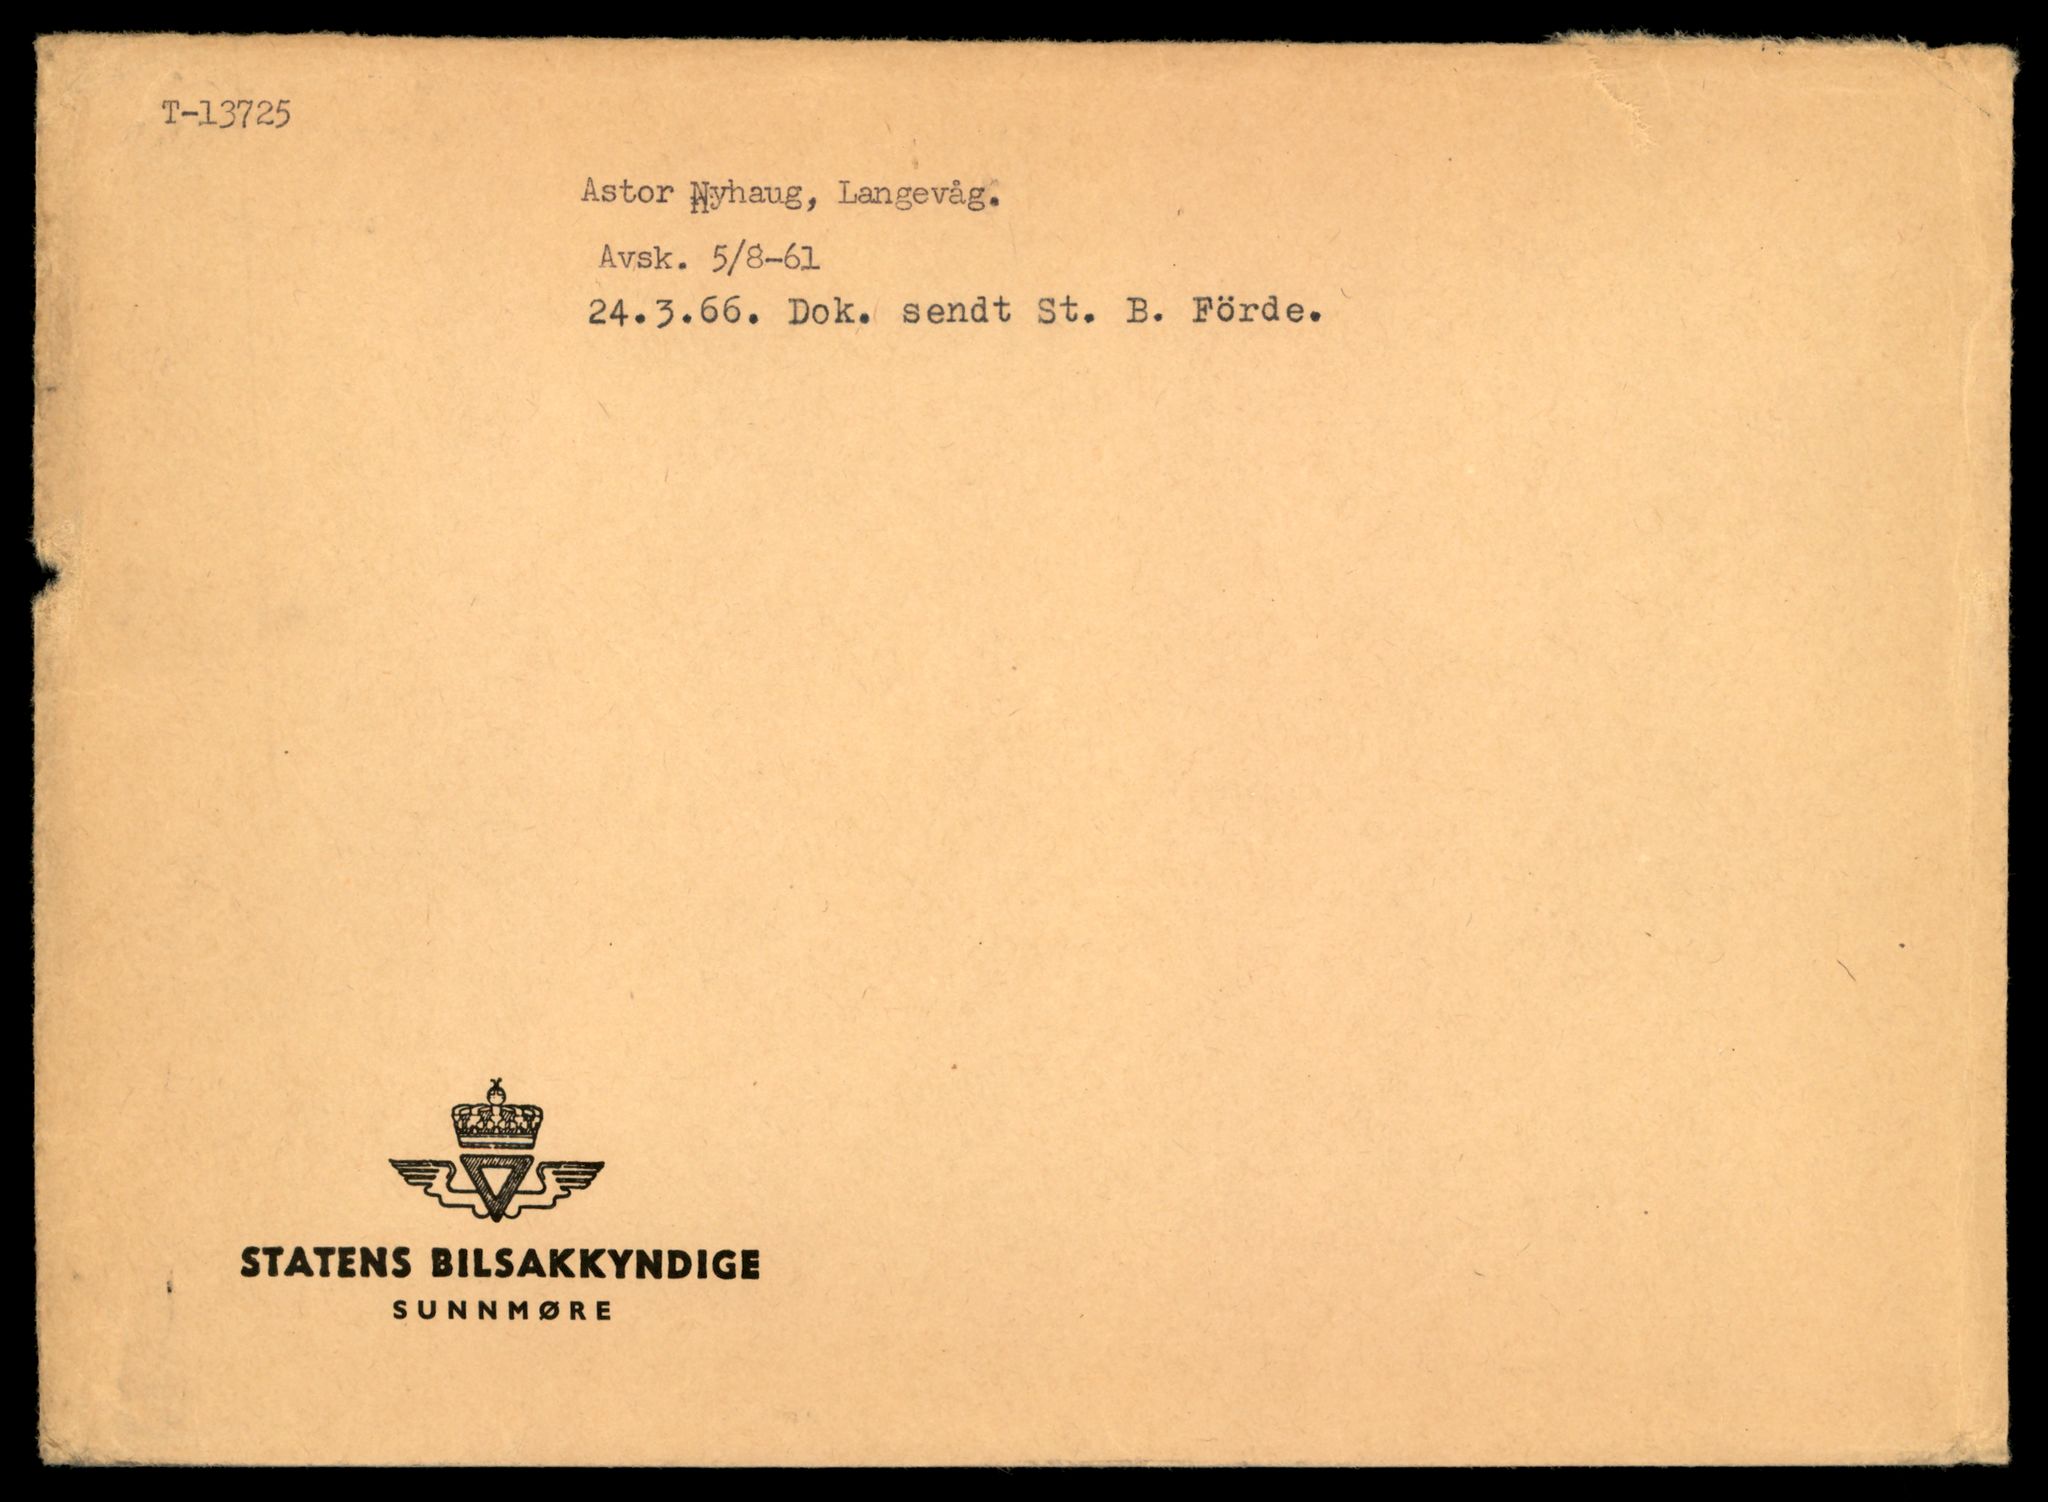 T-13725
Astor Nyhaug, Langevåg.
Avsk. 5/8-61
24.3.66. Dok. sendt St. B. Förde.
STATENS BILSAKKYNDIGE
SUNNMØRE